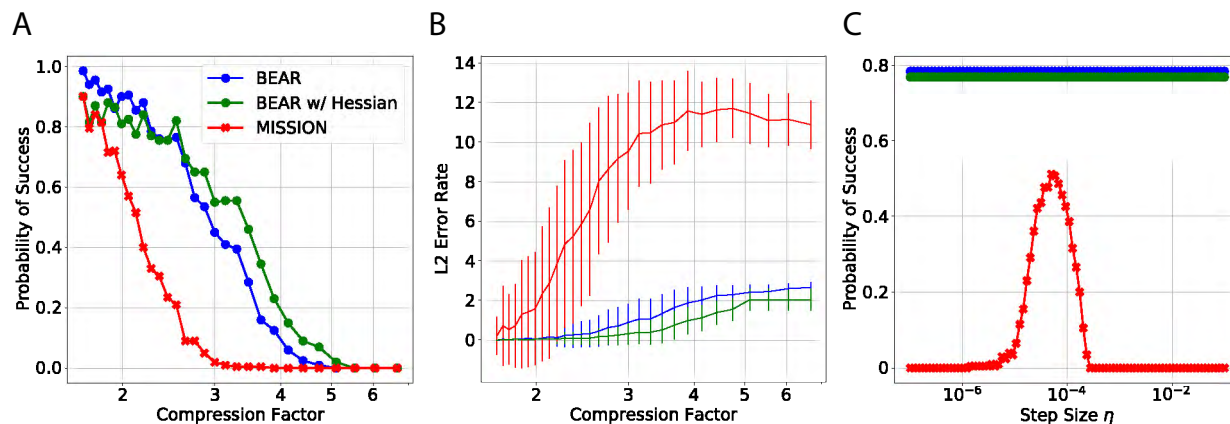 A
1.0
0.8
0.6
0.4
0.2
0.0
Probability of Success
BEAR
BEAR w/ Hessian
MISSION
2
3
4
5
6
Compression Factor
B
14
12
10
8
6
4
2
0
L2 Error Rate
2
3
4
5
6
Compression Factor
C
0.8
0.6
0.4
0.2
0
Probability of Success
10⁻⁶
10⁻⁴
10⁻²
Step Size η